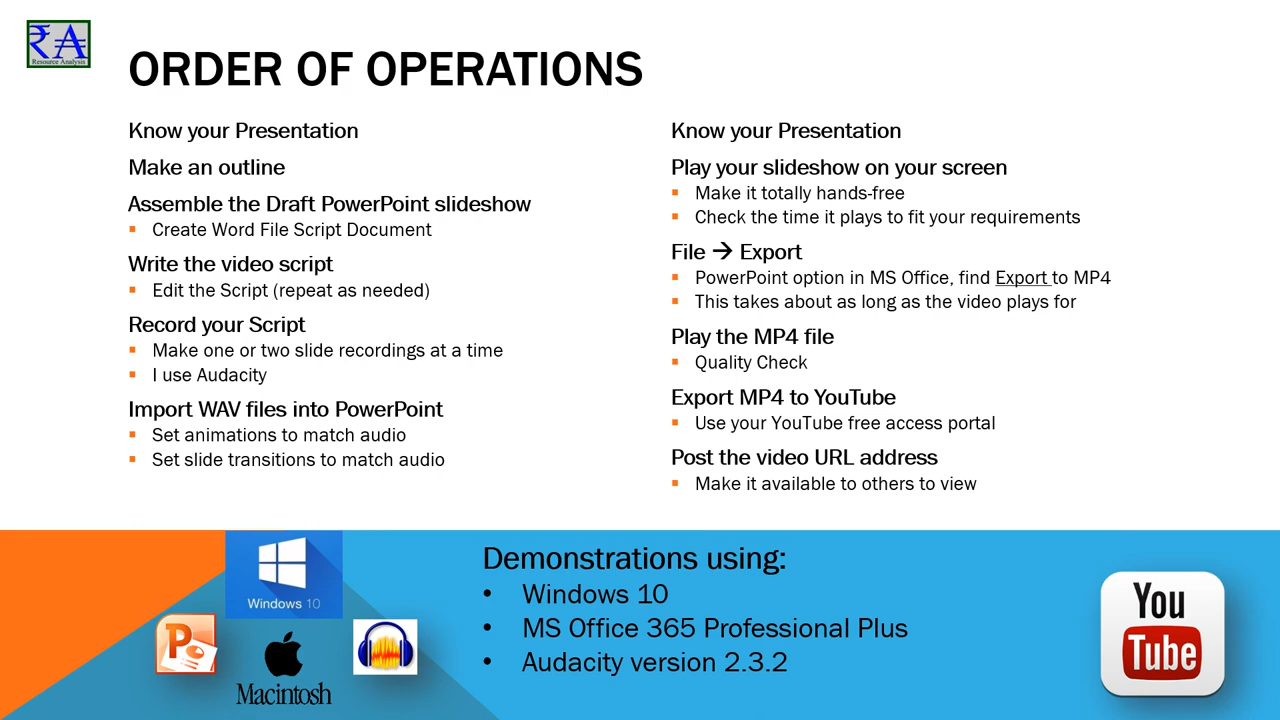 ₹A
Resource Analysis
ORDER OF OPERATIONS
Know your Presentation
Make an outline
Assemble the Draft PowerPoint slideshow
▪ Create Word File Script Document
Write the video script
▪ Edit the Script (repeat as needed)
Record your Script
▪ Make one or two slide recordings at a time
▪ I use Audacity
Import WAV files into PowerPoint
▪ Set animations to match audio
▪ Set slide transitions to match audio
Know your Presentation
Play your slideshow on your screen
▪ Make it totally hands-free
▪ Check the time it plays to fit your requirements
File → Export
▪ PowerPoint option in MS Office, find Export to MP4
▪ This takes about as long as the video plays for
Play the MP4 file
▪ Quality Check
Export MP4 to YouTube
▪ Use your YouTube free access portal
Post the video URL address
▪ Make it available to others to view
Windows 10
P
Macintosh
Demonstrations using:
• Windows 10
• MS Office 365 Professional Plus
• Audacity version 2.3.2
You
Tube